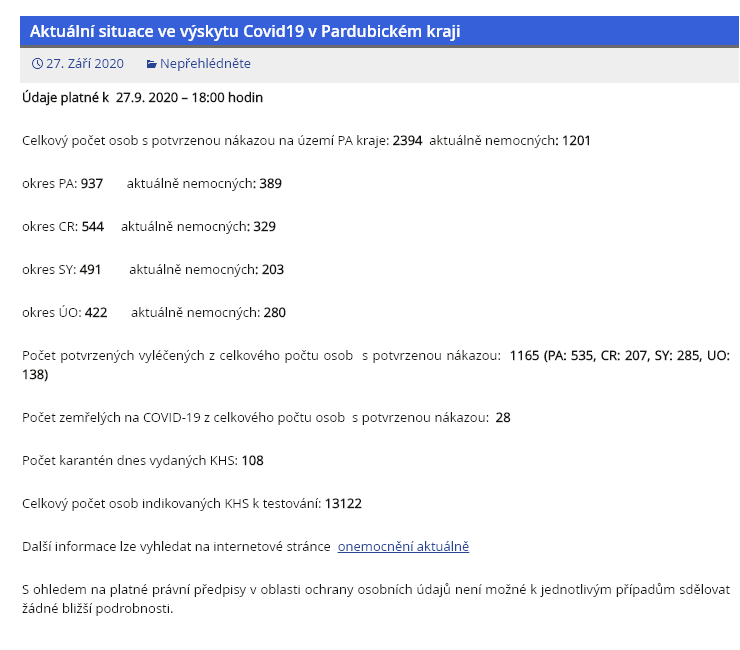 Aktuální situace ve výskytu Covid19 v Pardubickém kraji
27. Září 2020 Nepřehlédněte
Údaje platné k 27.9. 2020 – 18:00 hodin
Celkový počet osob s potvrzenou nákazou na území PA kraje: 2394 aktuálně nemocných: 1201
okres PA: 937 aktuálně nemocných: 389
okres CR: 544 aktuálně nemocných: 329
okres SY: 491 aktuálně nemocných: 203
okres ÚO: 422 aktuálně nemocných: 280
Počet potvrzených vyléčených z celkového počtu osob s potvrzenou nákazou: 1165 (PA: 535, CR: 207, SY: 285, UO:
138)
Počet zemřelých na COVID-19 z celkového počtu osob s potvrzenou nákazou: 28
Počet karantén dnes vydaných KHS: 108
Celkový počet osob indikovaných KHS k testování: 13122
Další informace lze vyhledat na internetové stránce onemocnění aktuálně
S ohledem na platné právní předpisy v oblasti ochrany osobních údajů není možné k jednotlivým případům sdělovat
žádné bližší podrobnosti.